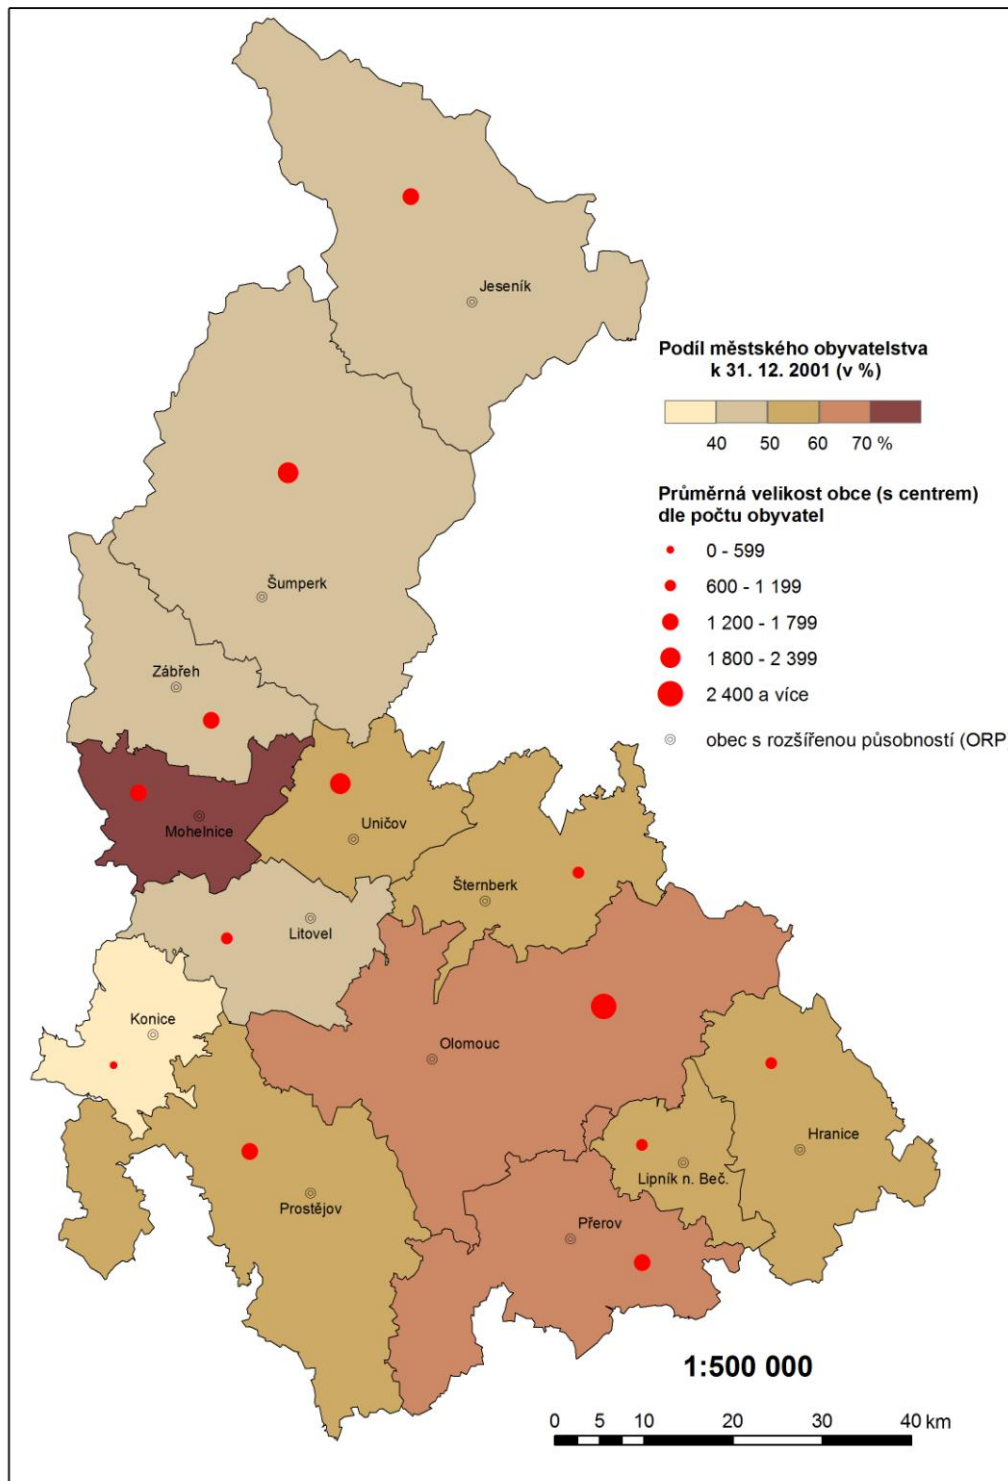 Jeseník
Podíl městského obyvatelstva
k 31. 12. 2001 (v %)
40 50 60 70 %
Průměrná velikost obce (s centrem)
dle počtu obyvatel
0 - 599
600 - 1 199
1 200 - 1 799
1 800 - 2 399
2 400 a více
obec s rozšířenou působností (ORP
Šumperk
Zábřeh
Mohelnice
Uničov
Šternberk
Litovel
Konice
Olomouc
Hranice
Lipník n. Beč.
Prostějov
Přerov
1:500 000
0 5 10 20 30 40 km